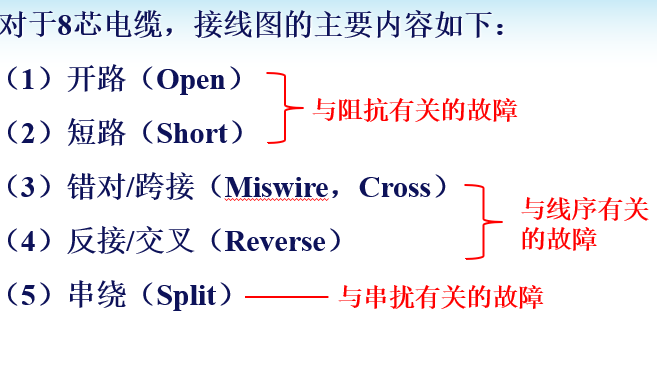 对于8芯电缆，接线图的主要内容如下：
（1）开路（Open）
与阻抗有关的故障
（2）短路（Short）
（3）错对/跨接（Miswire，Cross）
与线序有关
的故障
（4）反接/交叉（Reverse）
（5）串绕（Split）
与串扰有关的故障